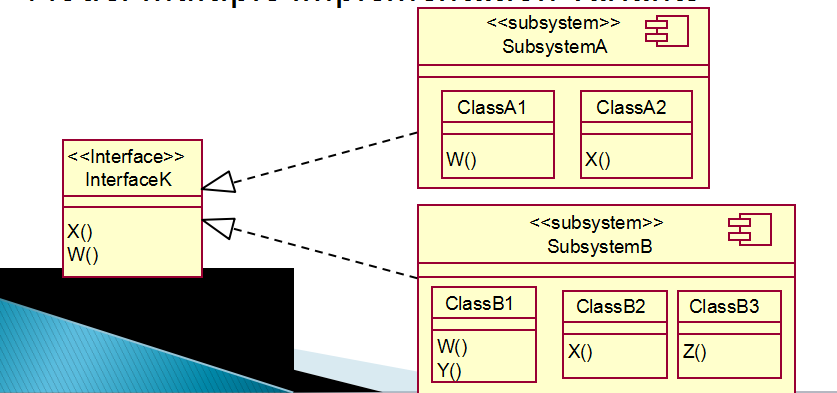 <<subsystem>>
SubsystemA
ClassA1
W()
ClassA2
X()
<<Interface>>
InterfaceK
X()
W()
<<subsystem>>
SubsystemB
ClassB1
W()
Y()
ClassB2
X()
ClassB3
Z()